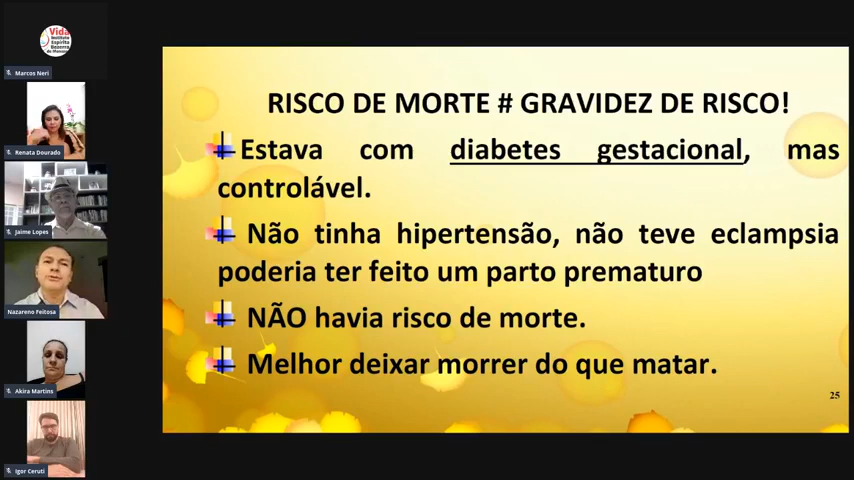 Vida
Instituto
Espírita
Bezerra
de Menezes
Marcos Neri
Renata Dourado
Jaime Lopes
Nazareno Feitosa
Akira Martins
Igor Ceruti
RISCO DE MORTE # GRAVIDEZ DE RISCO!
Estava com diabetes gestacional, mas
controlável.
Não tinha hipertensão, não teve eclampsia
poderia ter feito um parto prematuro
NÃO havia risco de morte.
Melhor deixar morrer do que matar.
25